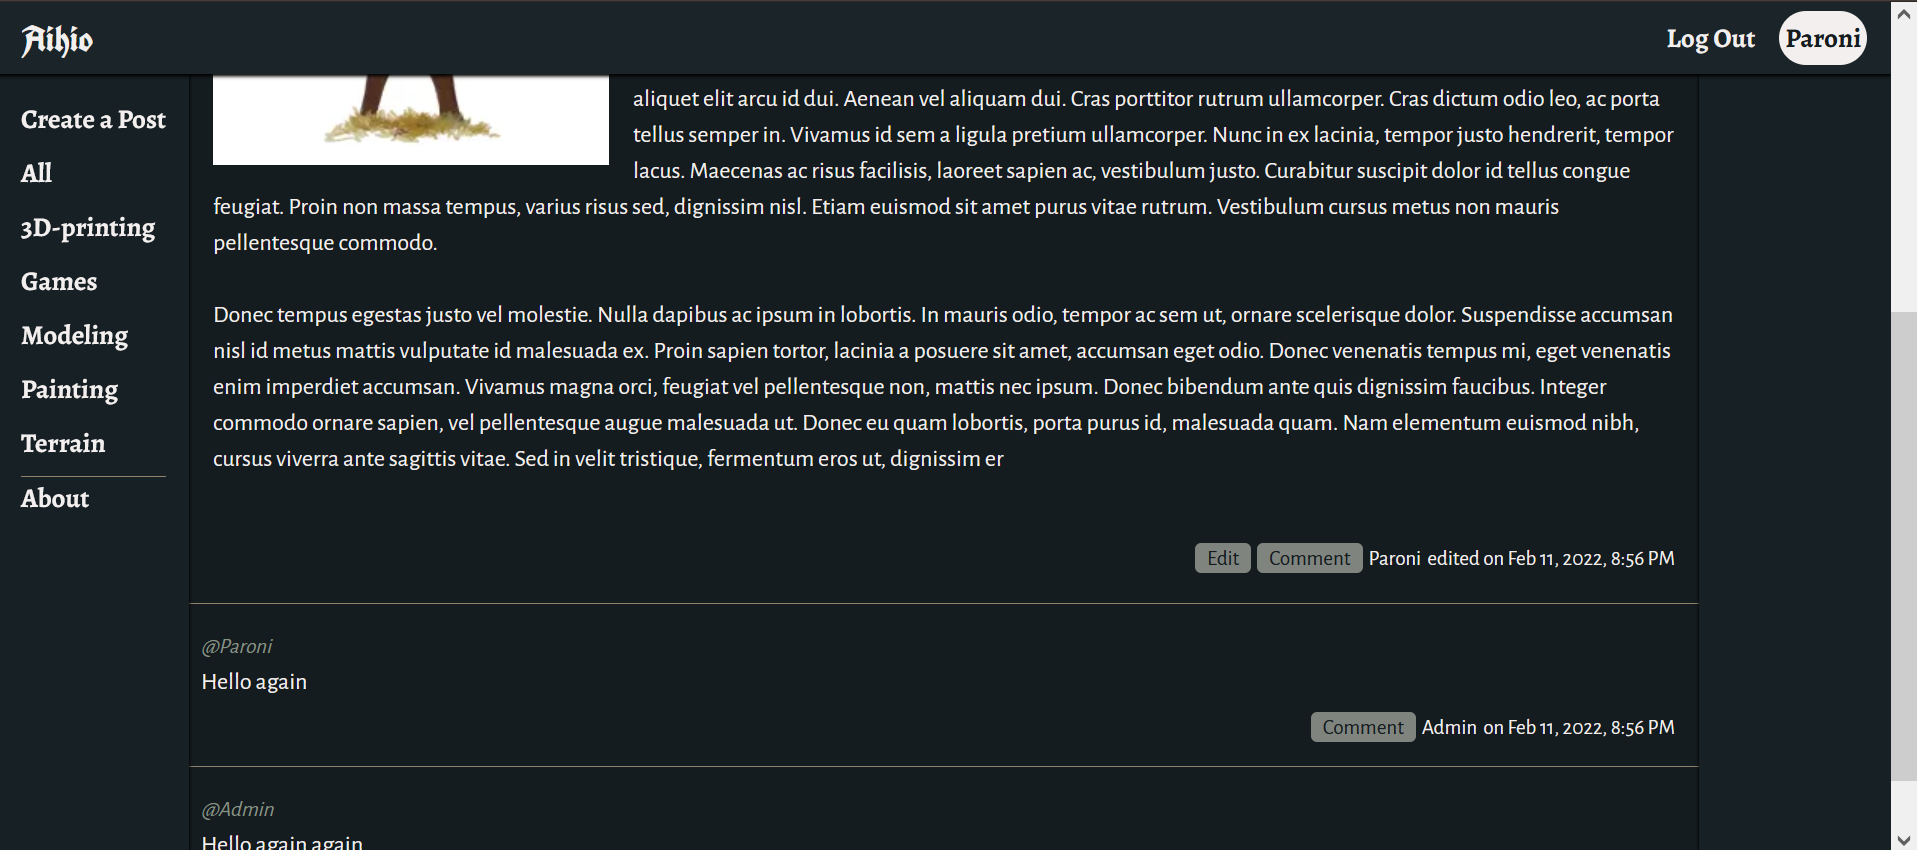 Aihio
Log Out
Paroni
Create a Post
All
3D-printing
Games
Modeling
Painting
Terrain
About
aliquet elit arcu id dui. Aenean vel aliquam dui. Cras porttitor rutrum ullamcorper. Cras dictum odio leo, ac porta
tellus semper in. Vivamus id sem a ligula pretium ullamcorper. Nunc in ex lacinia, tempor justo hendrerit, tempor
lacus. Maecenas ac risus facilisis, laoreet sapien ac, vestibulum justo. Curabitur suscipit dolor id tellus congue
feugiat. Proin non massa tempus, varius risus sed, dignissim nisl. Etiam euismod sit amet purus vitae rutrum. Vestibulum cursus metus non mauris
pellentesque commodo.
Donec tempus egestas justo vel molestie. Nulla dapibus ac ipsum in lobortis. In mauris odio, tempor ac sem ut, ornare scelerisque dolor. Suspendisse accumsan
nisl id metus mattis vulputate id malesuada ex. Proin sapien tortor, lacinia a posuere sit amet, accumsan eget odio. Donec venenatis tempus mi, eget venenatis
enim imperdiet accumsan. Vivamus magna orci, feugiat vel pellentesque non, mattis nec ipsum. Donec bibendum ante quis dignissim faucibus. Integer
commodo ornare sapien, vel pellentesque augue malesuada ut. Donec eu quam lobortis, porta purus id, malesuada quam. Nam elementum euismod nibh,
cursus viverra ante sagittis vitae. Sed in velit tristique, fermentum eros ut, dignissim er
Edit Comment Paroni edited on Feb 11, 2022, 8:56 PM
@Paroni
Hello again
Comment Admin on Feb 11, 2022, 8:56 PM
@Admin
Hello again again